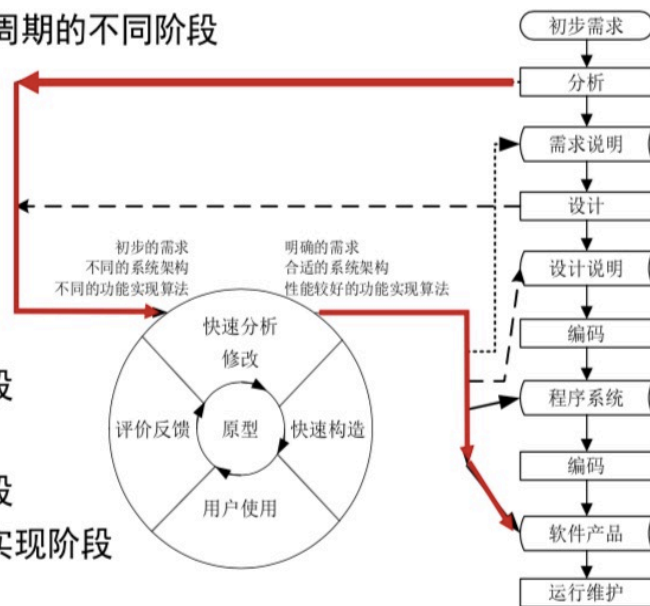 周期的不同阶段
初步需求
分析
需求说明
设计
设计说明
编码
程序系统
编码
软件产品
运行维护
初步的需求
不同的系统架构
不同的功能实现算法
明确的需求
合适的系统架构
性能较好的功能实现算法
快速分析
修改
评价反馈
原型
快速构造
用户使用
段
段
实现阶段